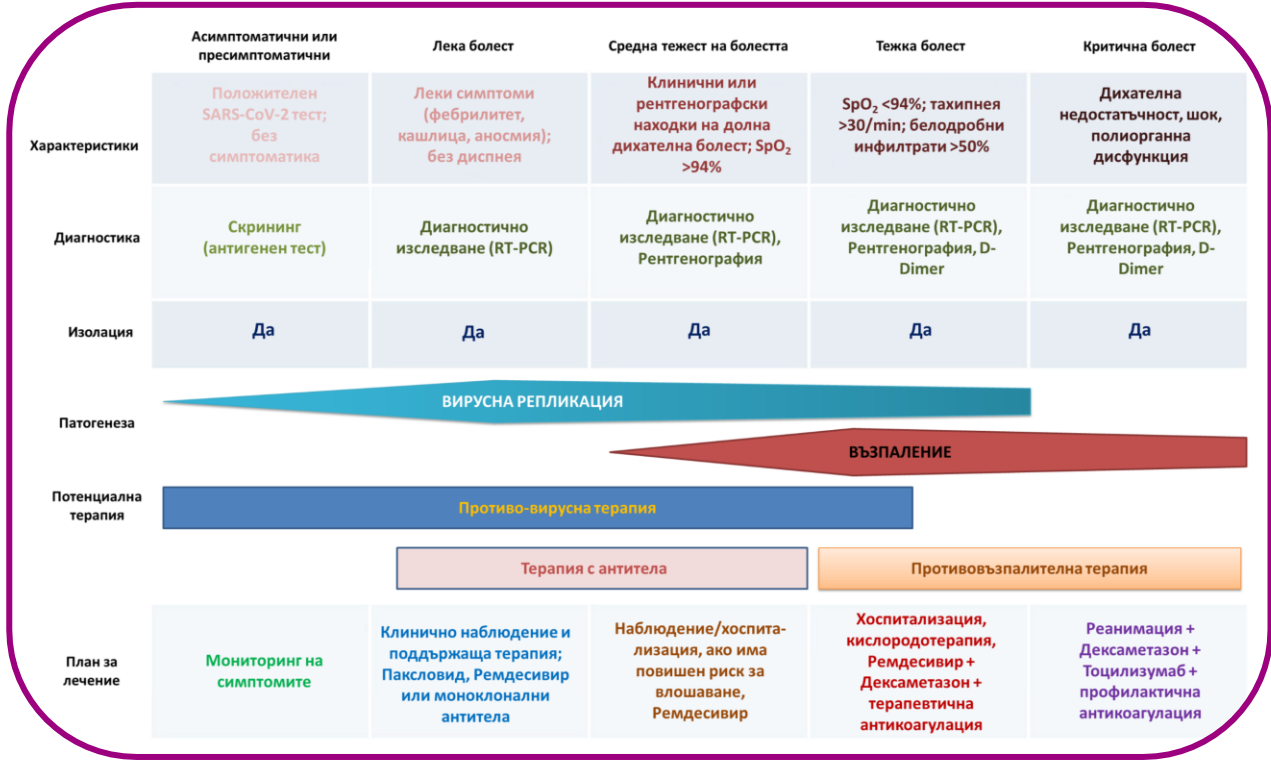 Асимптоматични или
пресимптоматични
Лека болест
Средна тежест на болестта
Тежка болест
Критична болест
Характеристики
Положителен
SARS-CoV-2 тест;
без
симптоматика
Леки симптоми
(фебрилитет,
кашлица, аносмия);
без диспнея
Клинични или
рентгенографски
находки на долна
дихателна болест; SpO₂
>94%
SpO₂ <94%; тахипнея
>30/min; белодробни
инфилтрати >50%
Дихателна
недостатъчност, шок,
полиорганна
дисфункция
Диагностика
Скрининг
(антигенен тест)
Диагностично
изследване (RT-PCR)
Диагностично
изследване (RT-PCR),
Рентгенография
Диагностично
изследване (RT-PCR),
Рентгенография, D-
Dimer
Диагностично
изследване (RT-PCR),
Рентгенография, D-
Dimer
Изолация
Да
Да
Да
Да
Да
Патогенеза
ВИРУСНА РЕПЛИКАЦИЯ
ВЪЗПАЛЕНИЕ
Потенциална
терапия
Противо-вирусна терапия
Терапия с антитела
Противовъзпалителна терапия
План за
лечение
Мониторинг на
симптомите
Клинично наблюдение и
поддържаща терапия;
Паксловид, Ремдесивир
или моноклонални
антитела
Наблюдение/хоспита-
лизация, ако има
повишен риск за
влошаване,
Ремдесивир
Хоспитализация,
кислородотерапия,
Ремдесивир +
Дексаметазон +
терапевтична
антикоагулация
Реанимация +
Дексаметазон +
Тоцилизумаб +
профилактична
антикоагулация